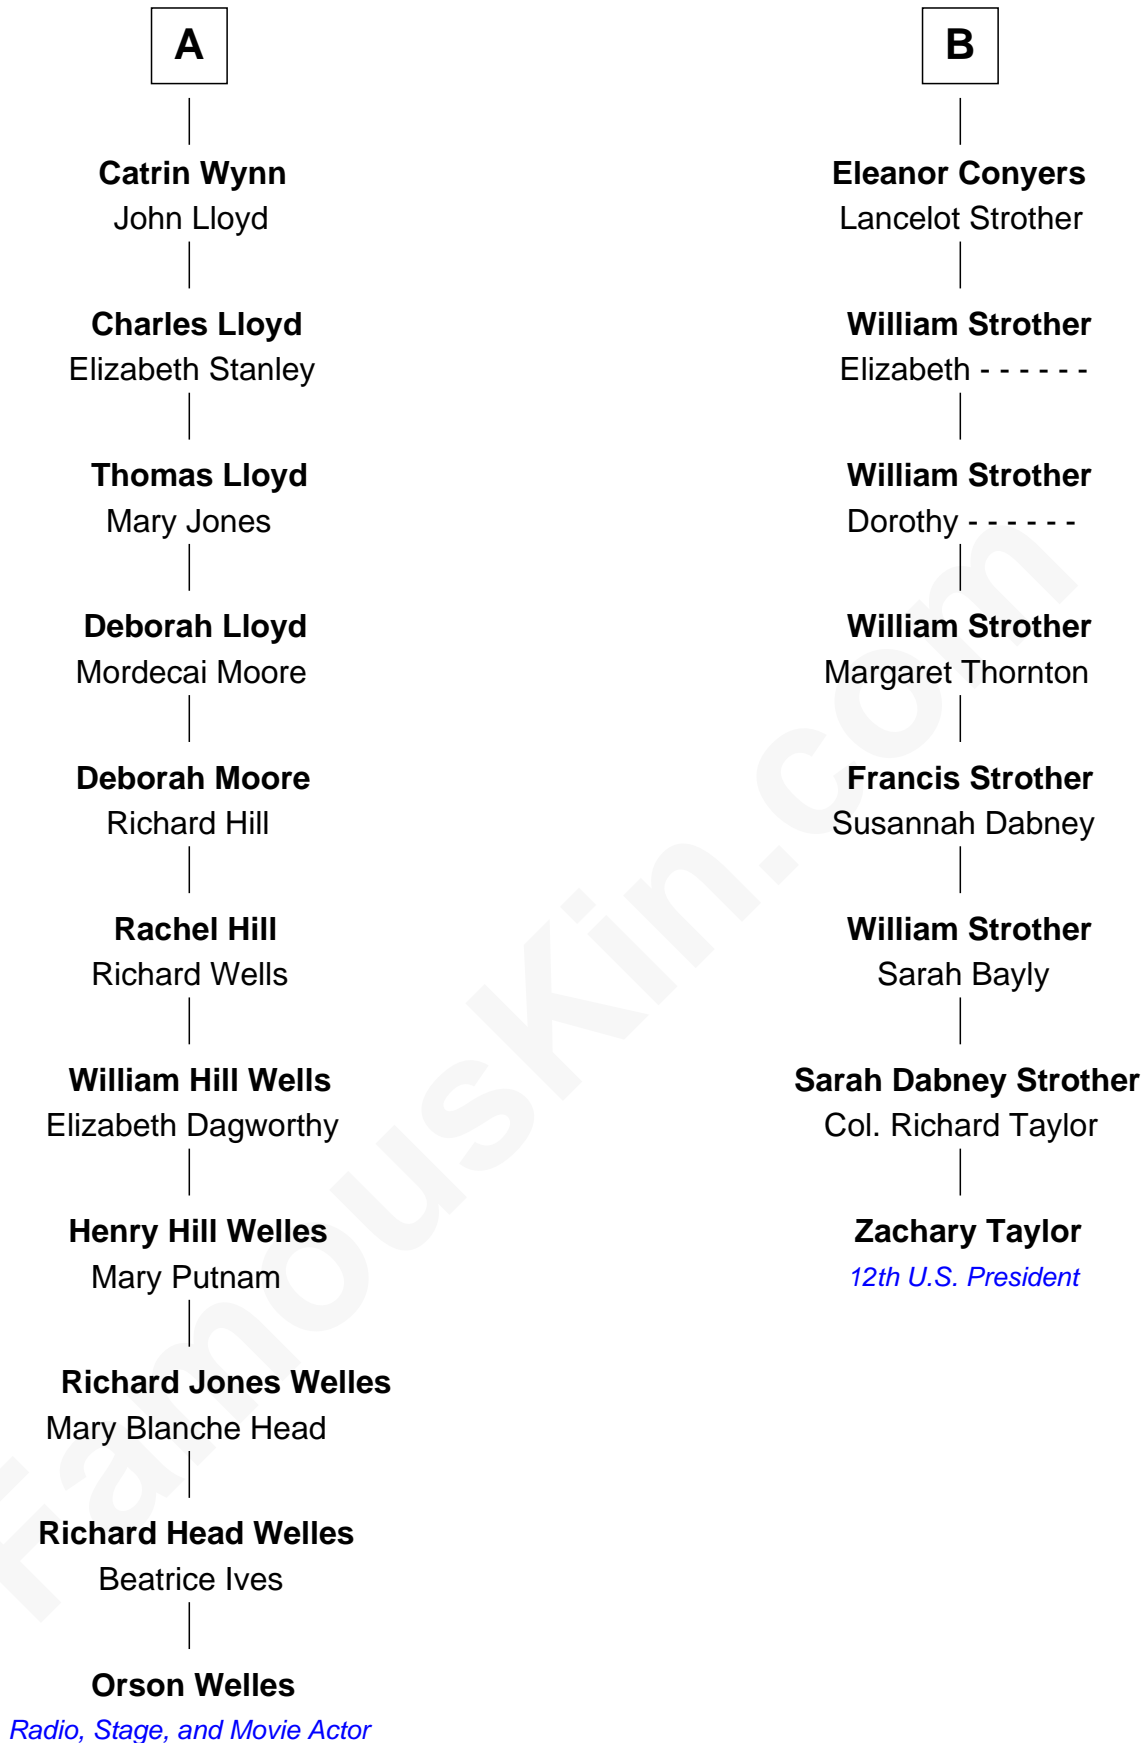 A
Catrin Wynn
John Lloyd
Charles Lloyd
Elizabeth Stanley
Thomas Lloyd
Mary Jones
Deborah Lloyd
Mordecai Moore
Deborah Moore
Richard Hill
Rachel Hill
Richard Wells
William Hill Wells
Elizabeth Dagworthy
Henry Hill Welles
Mary Putnam
Richard Jones Welles
Mary Blanche Head
Richard Head Welles
Beatrice Ives
Orson Welles
Radio, Stage, and Movie Actor
B
Eleanor Conyers
Lancelot Strother
William Strother
Elizabeth - - - - - -
William Strother
Dorothy - - - - - -
William Strother
Margaret Thornton
Francis Strother
Susannah Dabney
William Strother
Sarah Bayly
Sarah Dabney Strother
Col. Richard Taylor
Zachary Taylor
12th U.S. President
FamousKin.com